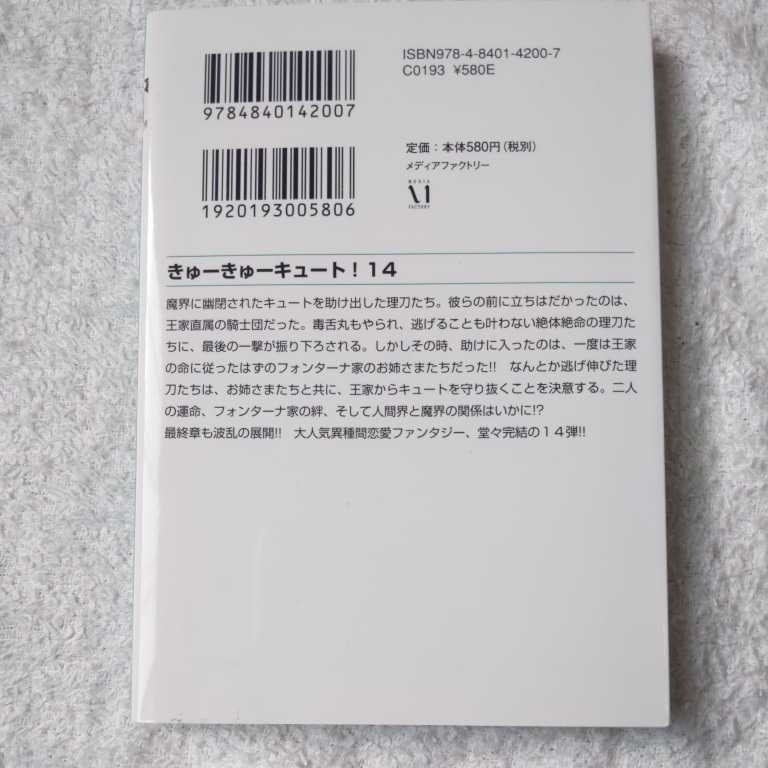 ISBN978-4-8401-4200-7
C0193 ¥580E
9784840142007
定価：本体580円(税別)
メディアファクトリー
MEDIA
FACTORY
1920193005806
きゅーきゅーキュート！14
魔界に幽閉されたキュートを助け出した理刀たち。彼らの前に立ちはだかったのは、
王家直属の騎士団だった。毒舌丸もやられ、逃げることも叶わない絶体絶命の理刀た
ちに、最後の一撃が振り下ろされる。しかしその時、助けに入ったのは、一度は王家
の命に従ったはずのフォンターナ家のお姉さまたちだった!!　なんとか逃げ伸びた理
刀たちは、お姉さまたちと共に、王家からキュートを守り抜くことを決意する。二人
の運命、フォンターナ家の絆、そして人間界と魔界の関係はいかに!?
最終章も波乱の展開!!　大人気異種間恋愛ファンタジー、堂々完結の１４弾!!